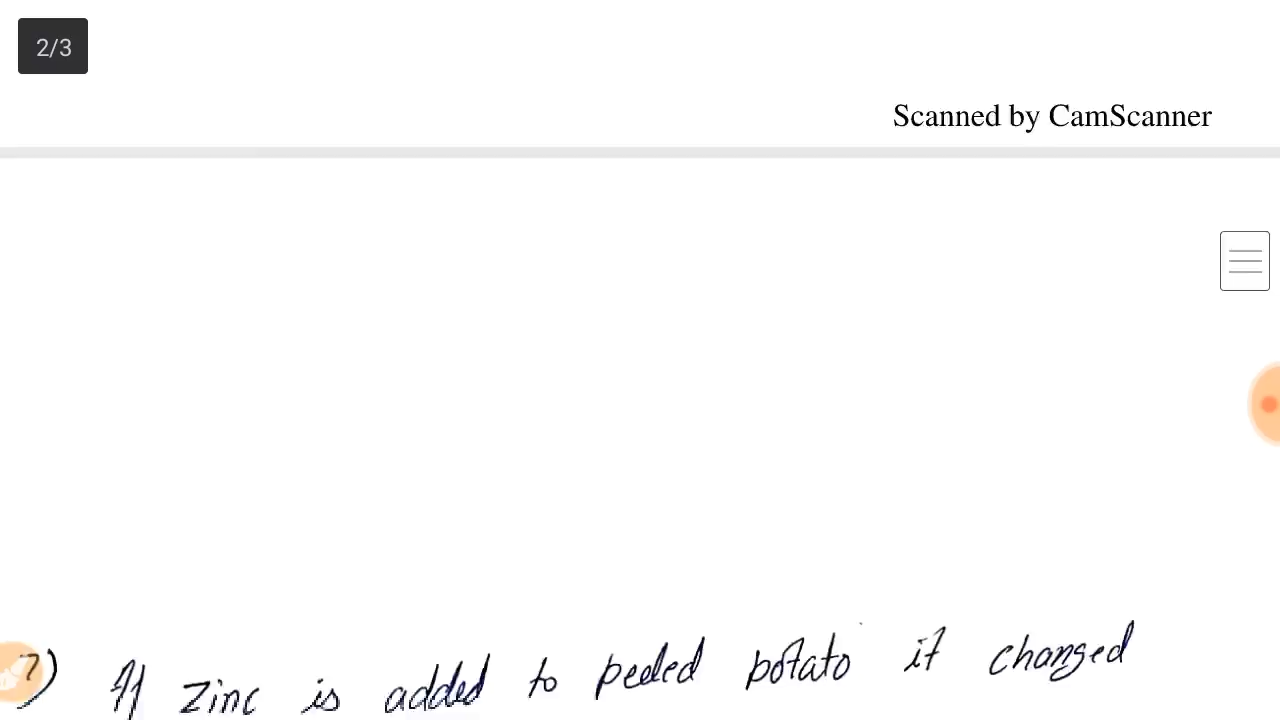 2/3
Scanned by CamScanner
7) If zinc is added to peeled potato it changed